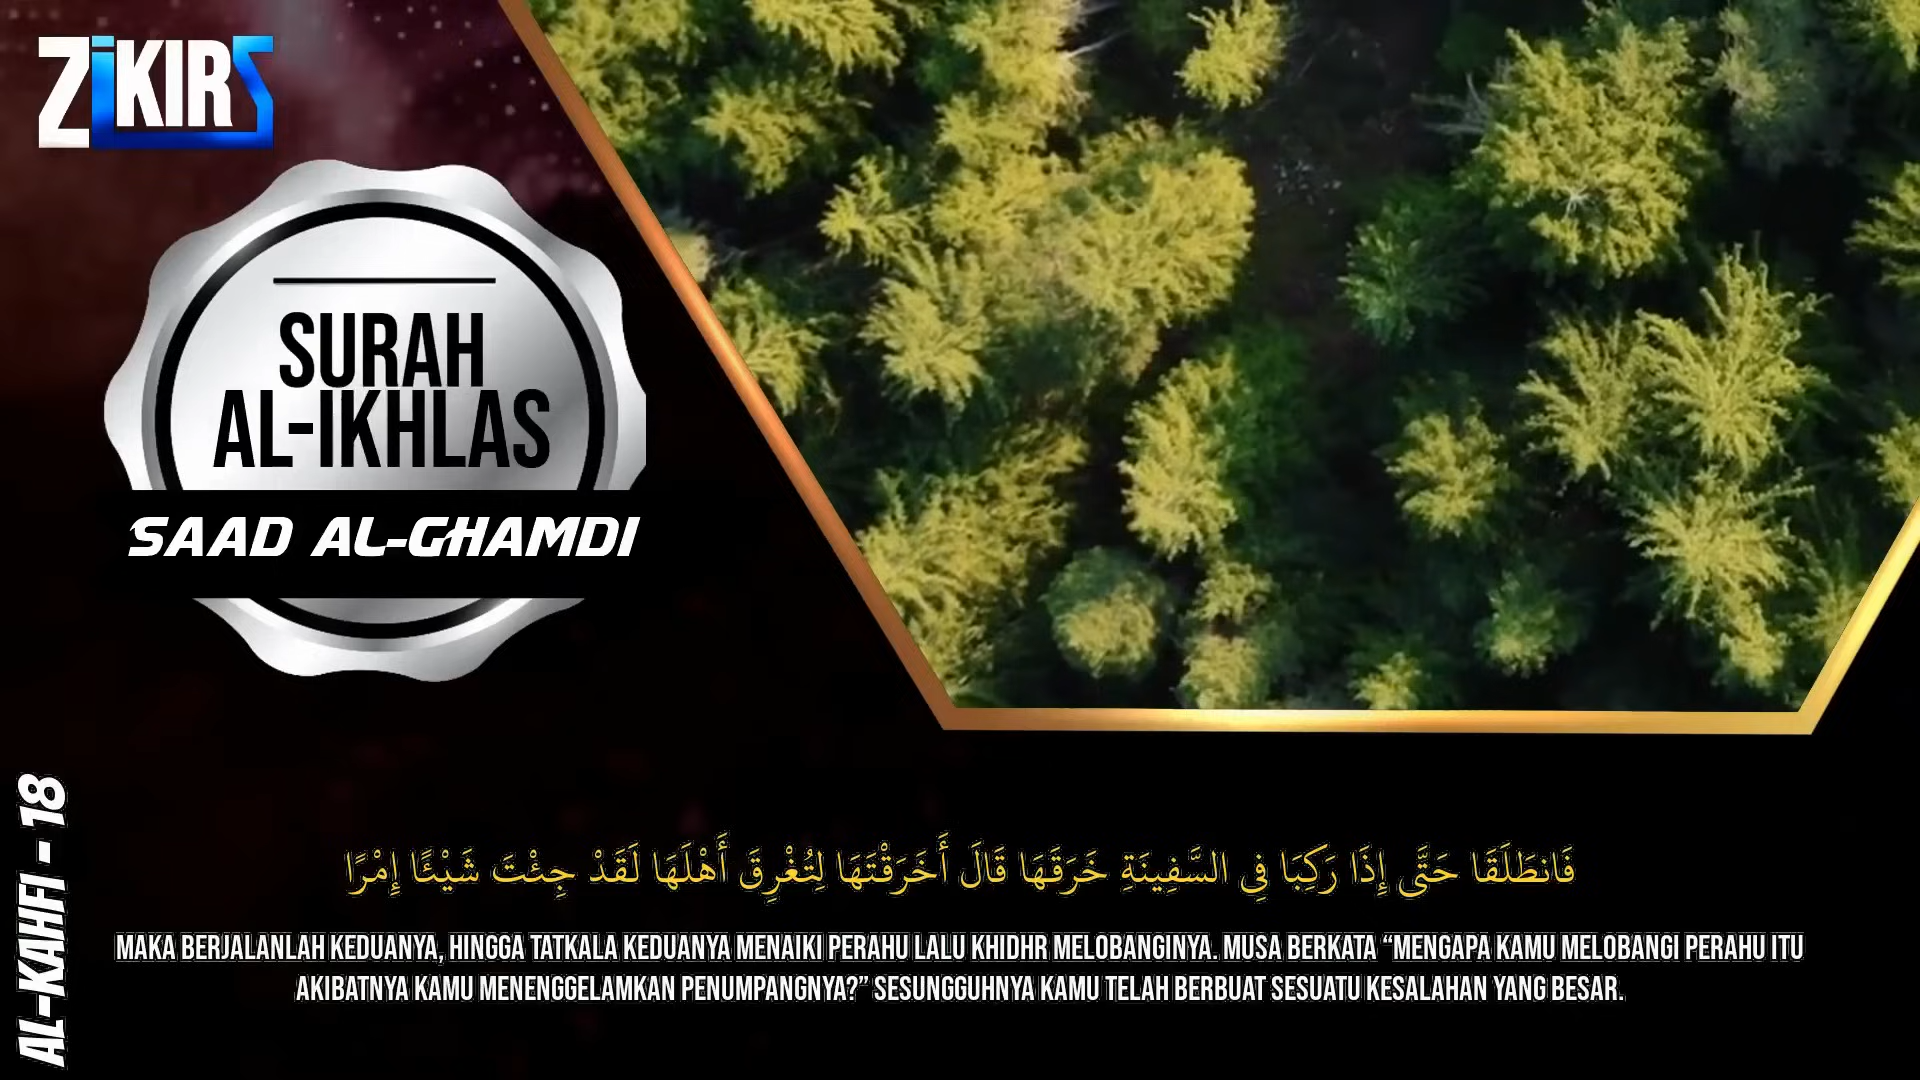 ZiKIRS
SURAH
AL-IKHLAS
SAAD AL-GHAMDI
AL-KAHFI - 18
فَانطَلَقَا حَتَّى إِذَا رَكِبَا فِي السَّفِينَةِ خَرَقَهَا قَالَ أَخَرَقْتَهَا لِتُغْرِقَ أَهْلَهَا لَقَدْ جِئْتَ شَيْئًا إِمْرًا
MAKA BERJALANLAH KEDUANYA, HINGGA TATKALA KEDUANYA MENAIKI PERAHU LALU KHIDHR MELOBANGINYA. MUSA BERKATA “MENGAPA KAMU MELOBANGI PERAHU ITU
AKIBATNYA KAMU MENENGGELAMKAN PENUMPANGNYA?” SESUNGGUHNYA KAMU TELAH BERBUAT SESUATU KESALAHAN YANG BESAR.